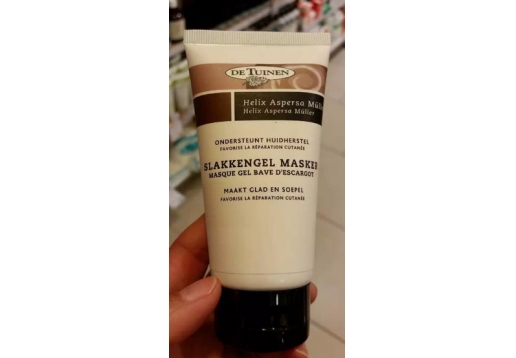 DE TUINEN
Helix Aspersa Müll
Helix Aspersa Müller
ONDERSTEUNT HUIDHERSTEL
FAVORISE LA RÉPARATION CUTANÉE
SLAKKENGEL MASKER
MASQUE GEL BAVE D'ESCARGOT
MAAKT GLAD EN SOEPEL
FAVORISE LA RÉPARATION CUTANÉE